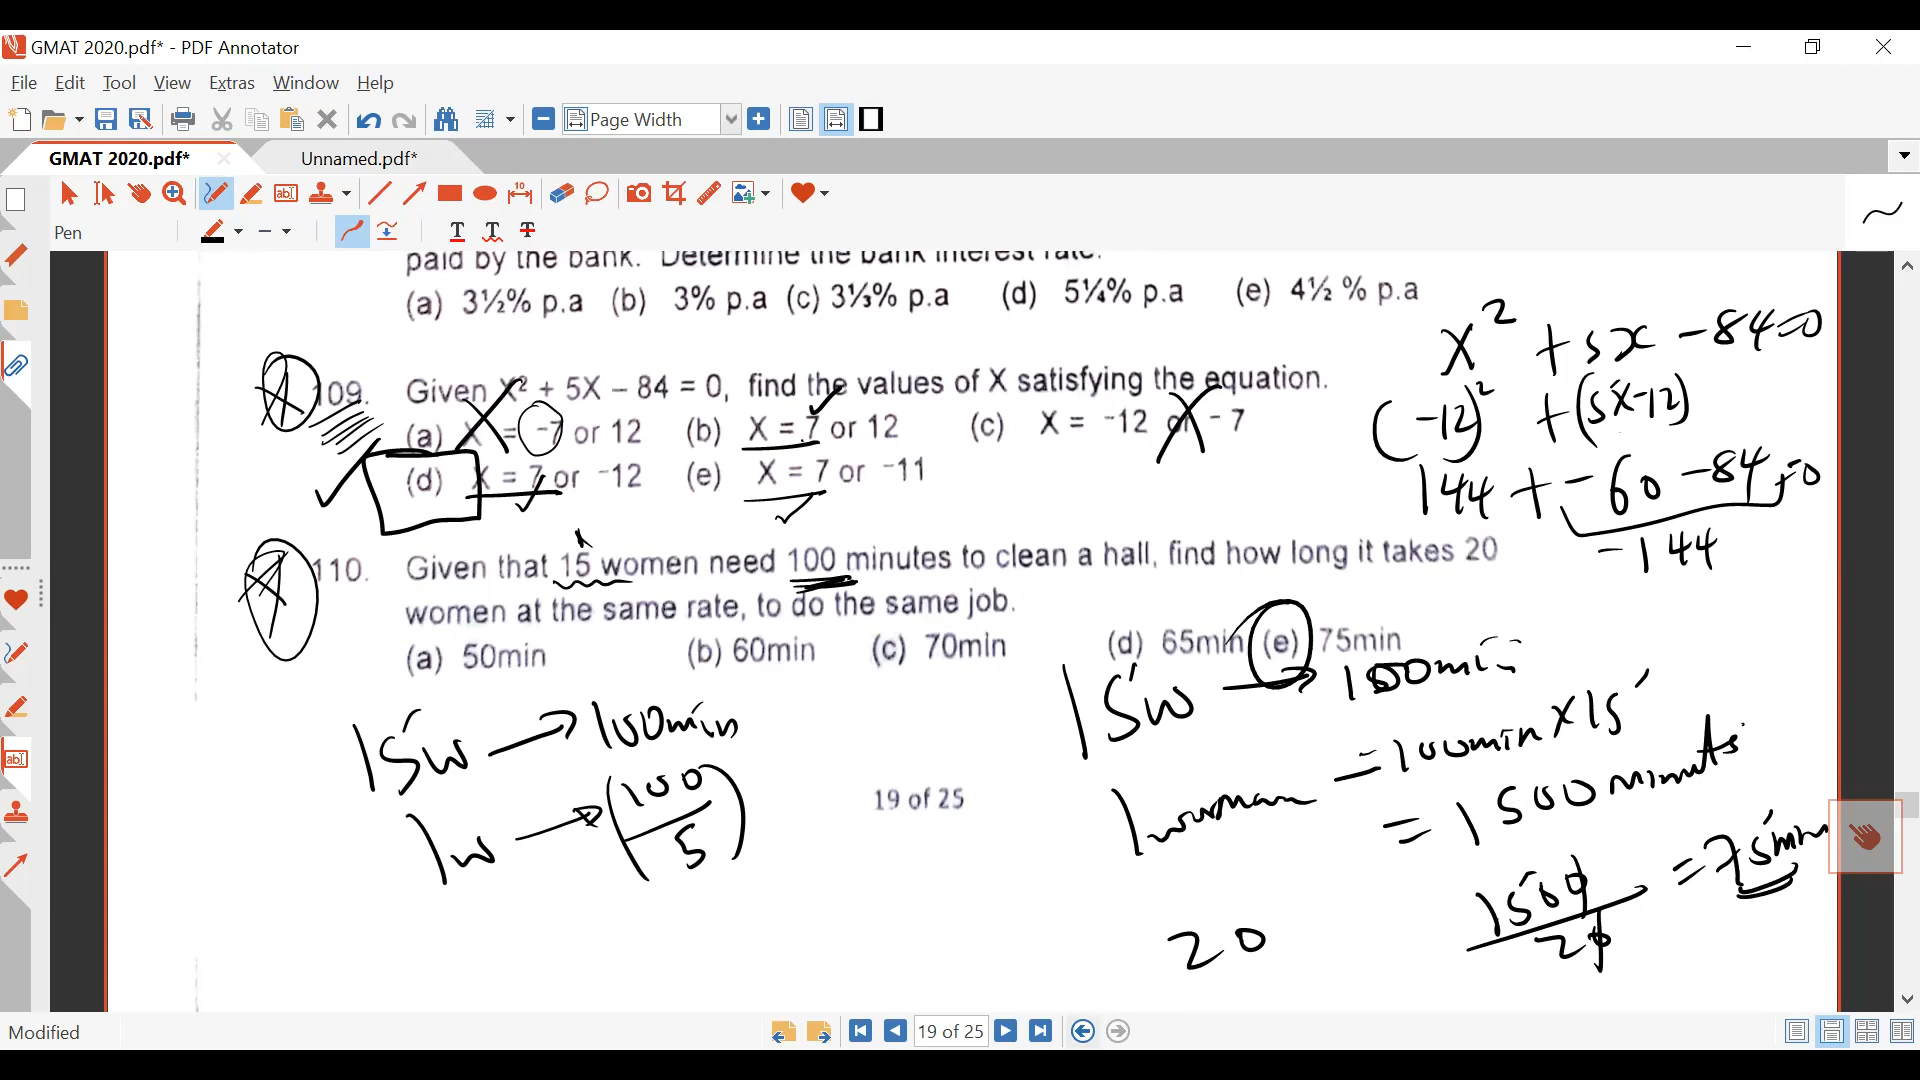 GMAT 2020.pdf* - PDF Annotator
File Edit Tool View Extras Window Help
Page Width
GMAT 2020.pdf* Unnamed.pdf*
Pen
paid by the bank. Determine the bank interest rate.
(a) 3½% p.a (b) 3% p.a (c) 3⅓% p.a (d) 5¼% p.a (e) 4½ % p.a
x² + 5x - 84 = 0
109. Given X² + 5X – 84 = 0, find the values of X satisfying the equation.
(-12)² + (5x-12)
(a) X = -7 or 12 (b) X = 7 or 12 (c) X = -12 or - 7
(d) X = 7 or -12 (e) X = 7 or -11
144 + -60 -84 = 0
-144
110. Given that 15 women need 100 minutes to clean a hall, find how long it takes 20
women at the same rate, to do the same job.
(a) 50min (b) 60min (c) 70min (d) 65min (e) 75min
15w → 100min
15w → 100min
1woman = 100min x 15
= 1500 minutes
1w → (100/5)
19 of 25
1500/20 = 75min
20
Modified
19 of 25